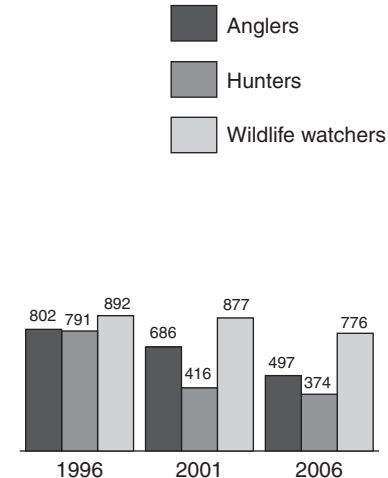 Anglers
Hunters
Wildlife watchers
802 791 892
686 416 877
497 374 776
1996 2001 2006